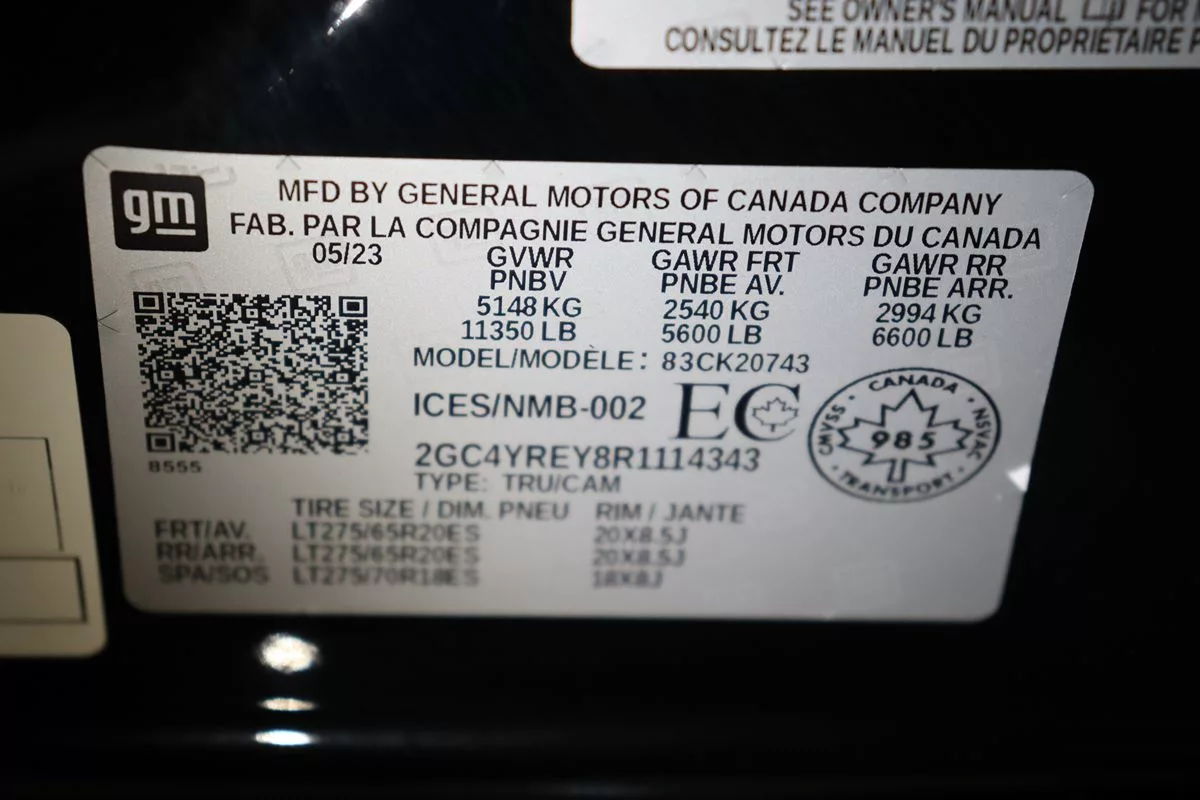 SEE OWNER'S MANUAL FOR
CONSULTEZ LE MANUEL DU PROPRIÉTAIRE
gm
MFD BY GENERAL MOTORS OF CANADA COMPANY
FAB. PAR LA COMPAGNIE GENERAL MOTORS DU CANADA
05/23 GVWR GAWR FRT GAWR RR
PNBV PNBE AV. PNBE ARR.
5148 KG 2540 KG 2994 KG
11350 LB 5600 LB 6600 LB
MODEL/MODÈLE: 83CK20743
ICES/NMB-002 EC
CANADA
CMVSS 985 NSVAC
TRANSPORT
2GC4YREY8R1114343
8555
TYPE: TRU/CAM
TIRE SIZE / DIM. PNEU RIM / JANTE
FRT/AV. LT275/65R20ES 20X8.5J
RR/ARR. LT275/65R20ES 20X8.5J
SPA/SOS LT275/70R18ES 18X8J